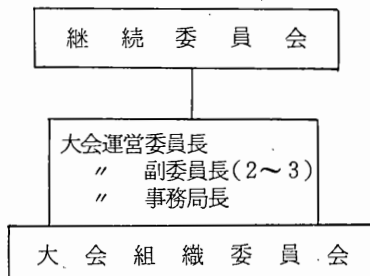 継続委員会
大会運営委員長
〃 副委員長(2〜3)
〃 事務局長
大会組織委員会